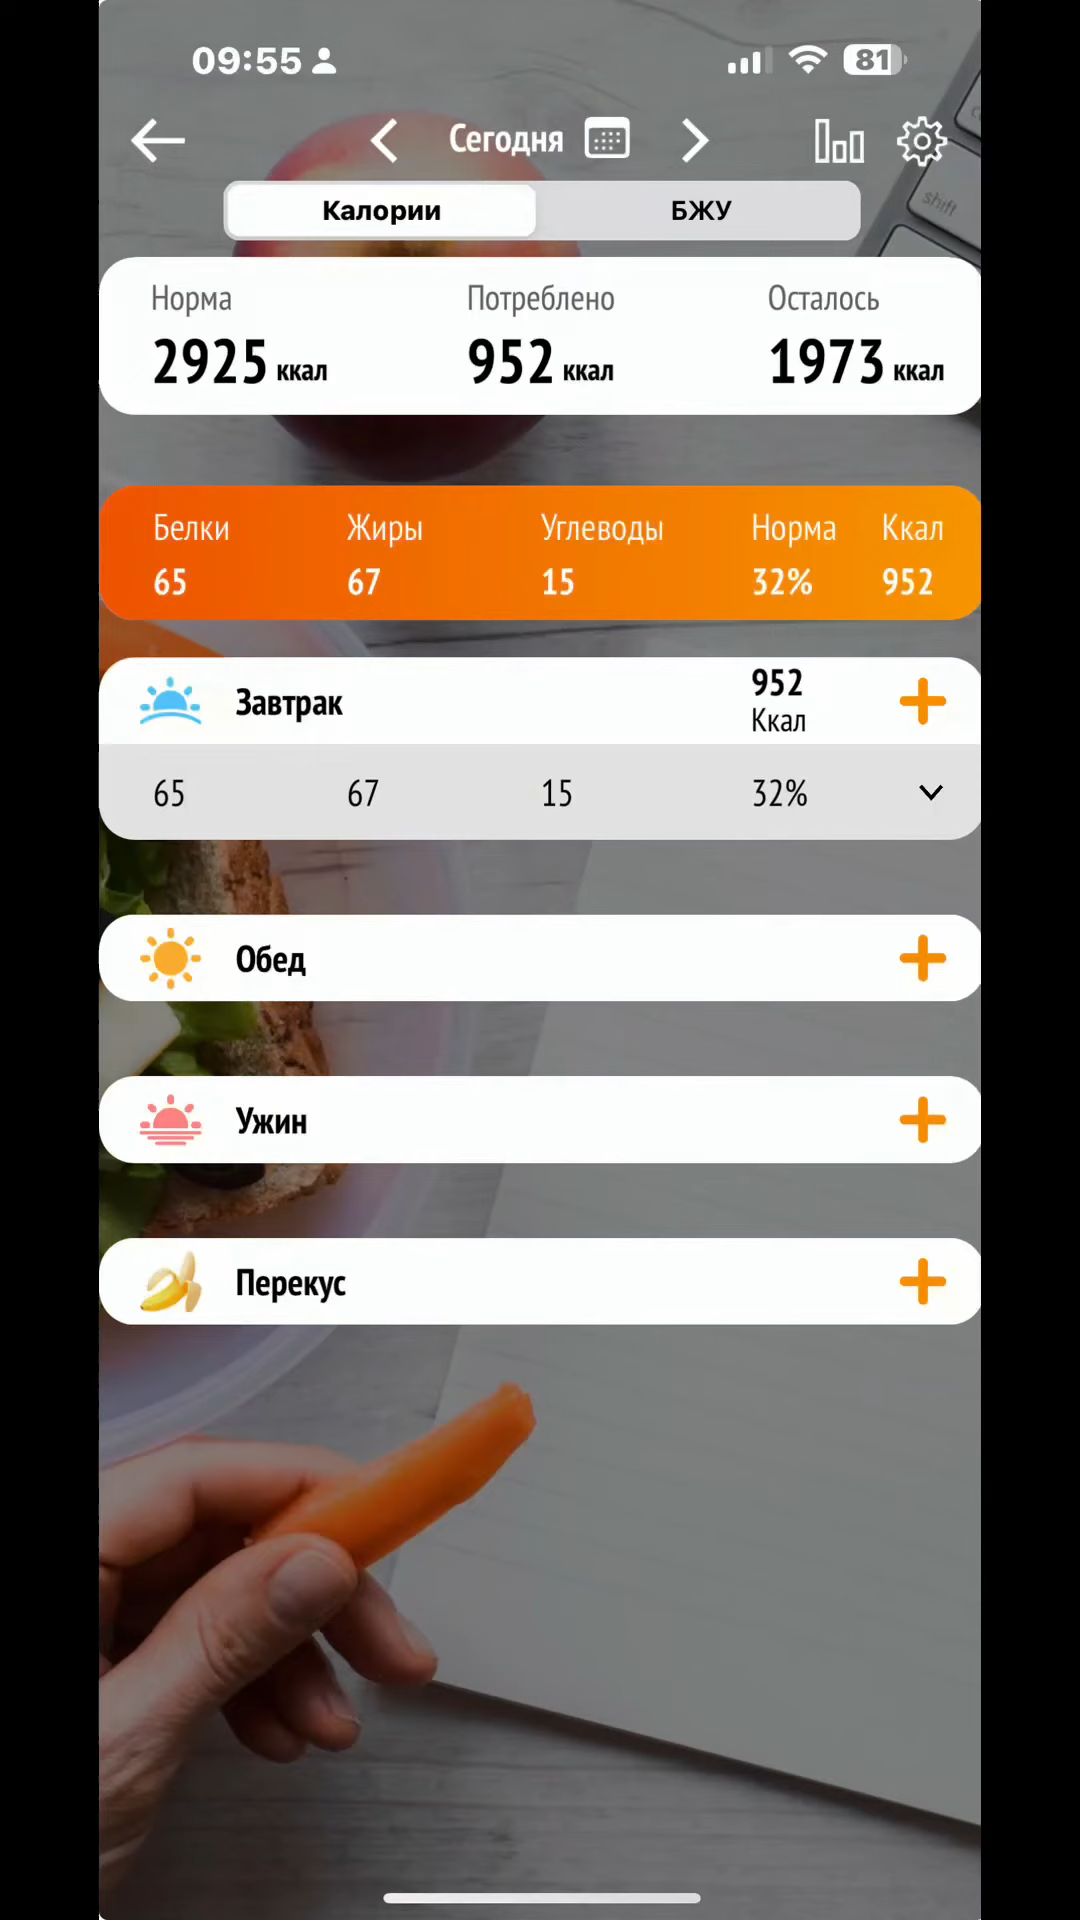 09:55
81
Сегодня
Калории
БЖУ
Норма
Потреблено
Осталось
2925 ккал
952 ккал
1973 ккал
Белки
Жиры
Углеводы
Норма
Ккал
65
67
15
32%
952
Завтрак
952
Ккал
65
67
15
32%
Обед
Ужин
Перекус
shift